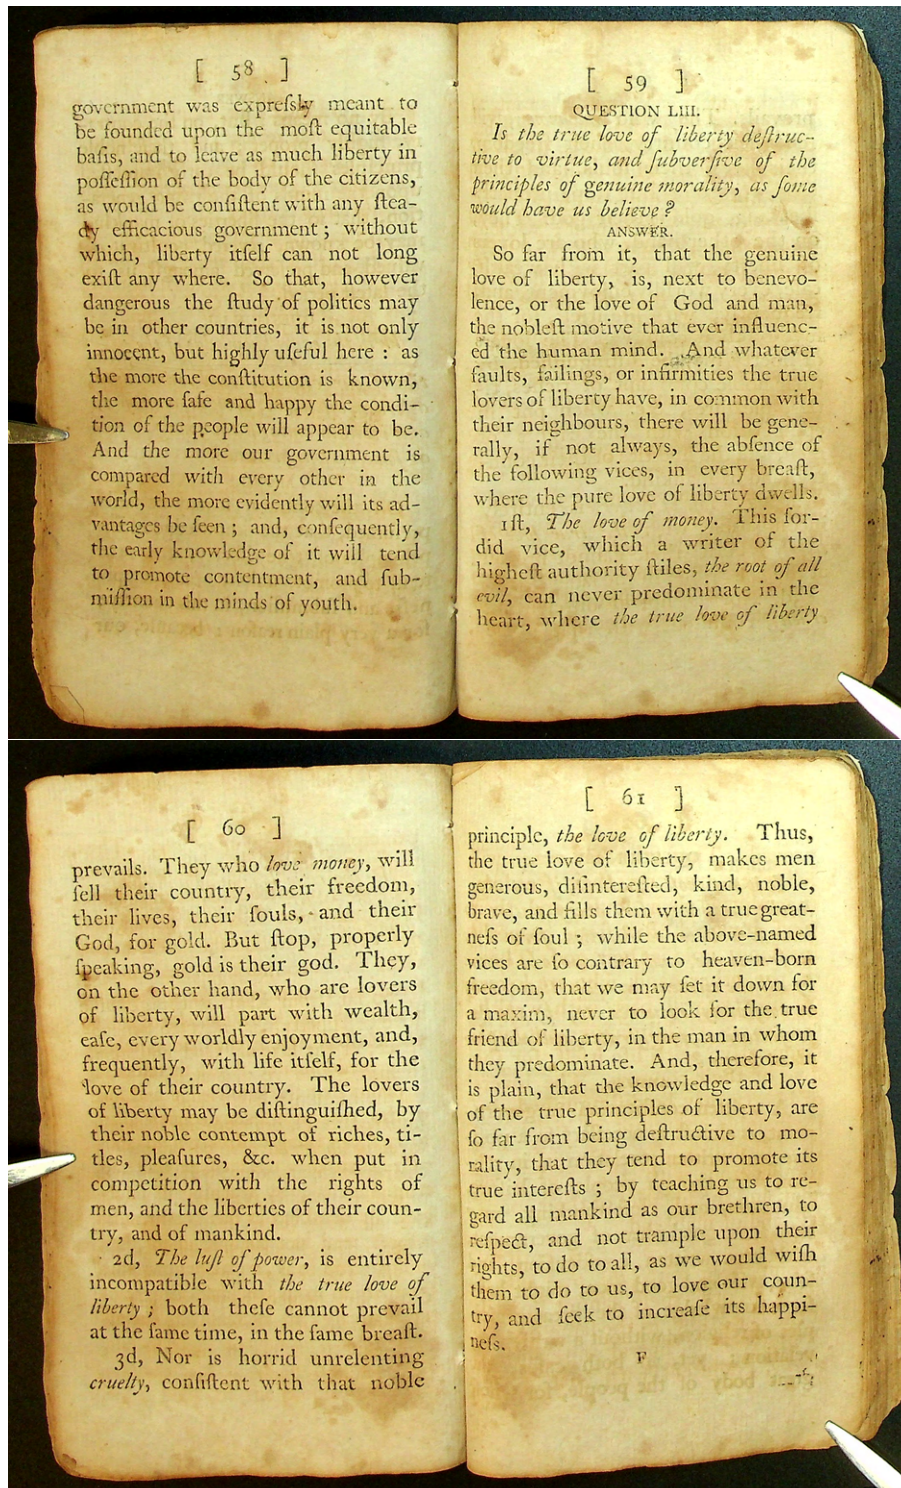 [ 58 ]
government was expreſsly meant to
be founded upon the moſt equitable
baſis, and to leave as much liberty in
poſſeſſion of the body of the citizens,
as would be conſiſtent with any ſtea-
dy efficacious government ; without
which, liberty itſelf can not long
exiſt any where. So that, however
dangerous the ſtudy of politics may
be in other countries, it is not only
innocent, but highly uſeful here : as
the more the conſtitution is known,
the more ſafe and happy the condi-
tion of the people will appear to be.
And the more our government is
compared with every other in the
world, the more evidently will its ad-
vantages be ſeen ; and, conſequently,
the early knowledge of it will tend
to promote contentment, and ſub-
miſſion in the minds of youth.
[ 59 ]
QUESTION LIII.
Is the true love of liberty deſtruc-
tive to virtue, and ſubverſive of the
principles of genuine morality, as ſome
would have us believe ?
ANSWER.
So far from it, that the genuine
love of liberty, is, next to benevo-
lence, or the love of God and man,
the nobleſt motive that ever influenc-
ed the human mind. And whatever
faults, failings, or infirmities the true
lovers of liberty have, in common with
their neighbours, there will be gene-
rally, if not always, the abſence of
the following vices, in every breaſt,
where the pure love of liberty dwells.
1ſt, The love of money. This ſor-
did vice, which a writer of the
higheſt authority ſtiles, the root of all
evil, can never predominate in the
heart, where the true love of liberty
[ 60 ]
prevails. They who love money, will
ſell their country, their freedom,
their lives, their ſouls, and their
God, for gold. But ſtop, properly
ſpeaking, gold is their god. They,
on the other hand, who are lovers
of liberty, will part with wealth,
eaſe, every worldly enjoyment, and,
frequently, with life itſelf, for the
love of their country. The lovers
of liberty may be diſtinguiſhed, by
their noble contempt of riches, ti-
tles, pleaſures, &c. when put in
competition with the rights of
men, and the liberties of their coun-
try, and of mankind.
2d, The luſt of power, is entirely
incompatible with the true love of
liberty ; both theſe cannot prevail
at the ſame time, in the ſame breaſt.
3d, Nor is horrid unrelenting
cruelty, conſiſtent with that noble
[ 61 ]
principle, the love of liberty. Thus,
the true love of liberty, makes men
generous, diſintereſted, kind, noble,
brave, and fills them with a true great-
neſs of ſoul ; while the above-named
vices are ſo contrary to heaven-born
freedom, that we may ſet it down for
a maxim, never to look for the true
friend of liberty, in the man in whom
they predominate. And, therefore, it
is plain, that the knowledge and love
of the true principles of liberty, are
ſo far from being deſtructive to mo-
rality, that they tend to promote its
true intereſts ; by teaching us to re-
gard all mankind as our brethren, to
reſpect, and not trample upon their
rights, to do to all, as we would wiſh
them to do to us, to love our coun-
try, and ſeek to increaſe its happi-
neſs.
F